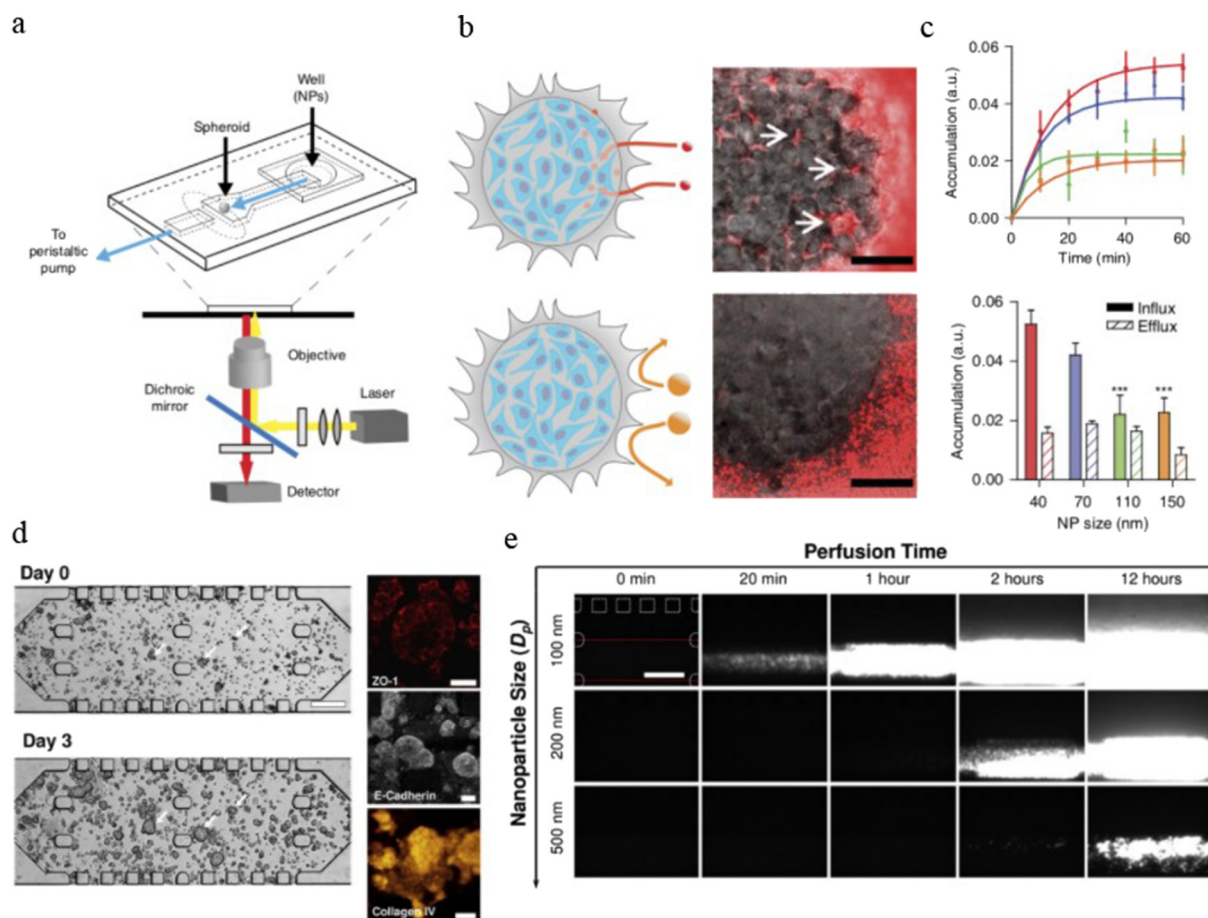 a
Well
(NPs)
Spheroid
To
peristaltic
pump
Objective
Dichroic
mirror
Laser
Detector
b
c
Accumulation (a.u.)
0.06
0.04
0.02
0.00
0 20 40 60
Time (min)
Accumulation (a.u.)
0.06
0.04
0.02
0.00
Influx
Efflux
*** ***
40 70 110 150
NP size (nm)
d
Day 0
Day 3
ZO-1
E-Cadherin
Collagen IV
e
Perfusion Time
0 min 20 min 1 hour 2 hours 12 hours
Nanoparticle Size (Dp)
100 nm
200 nm
500 nm